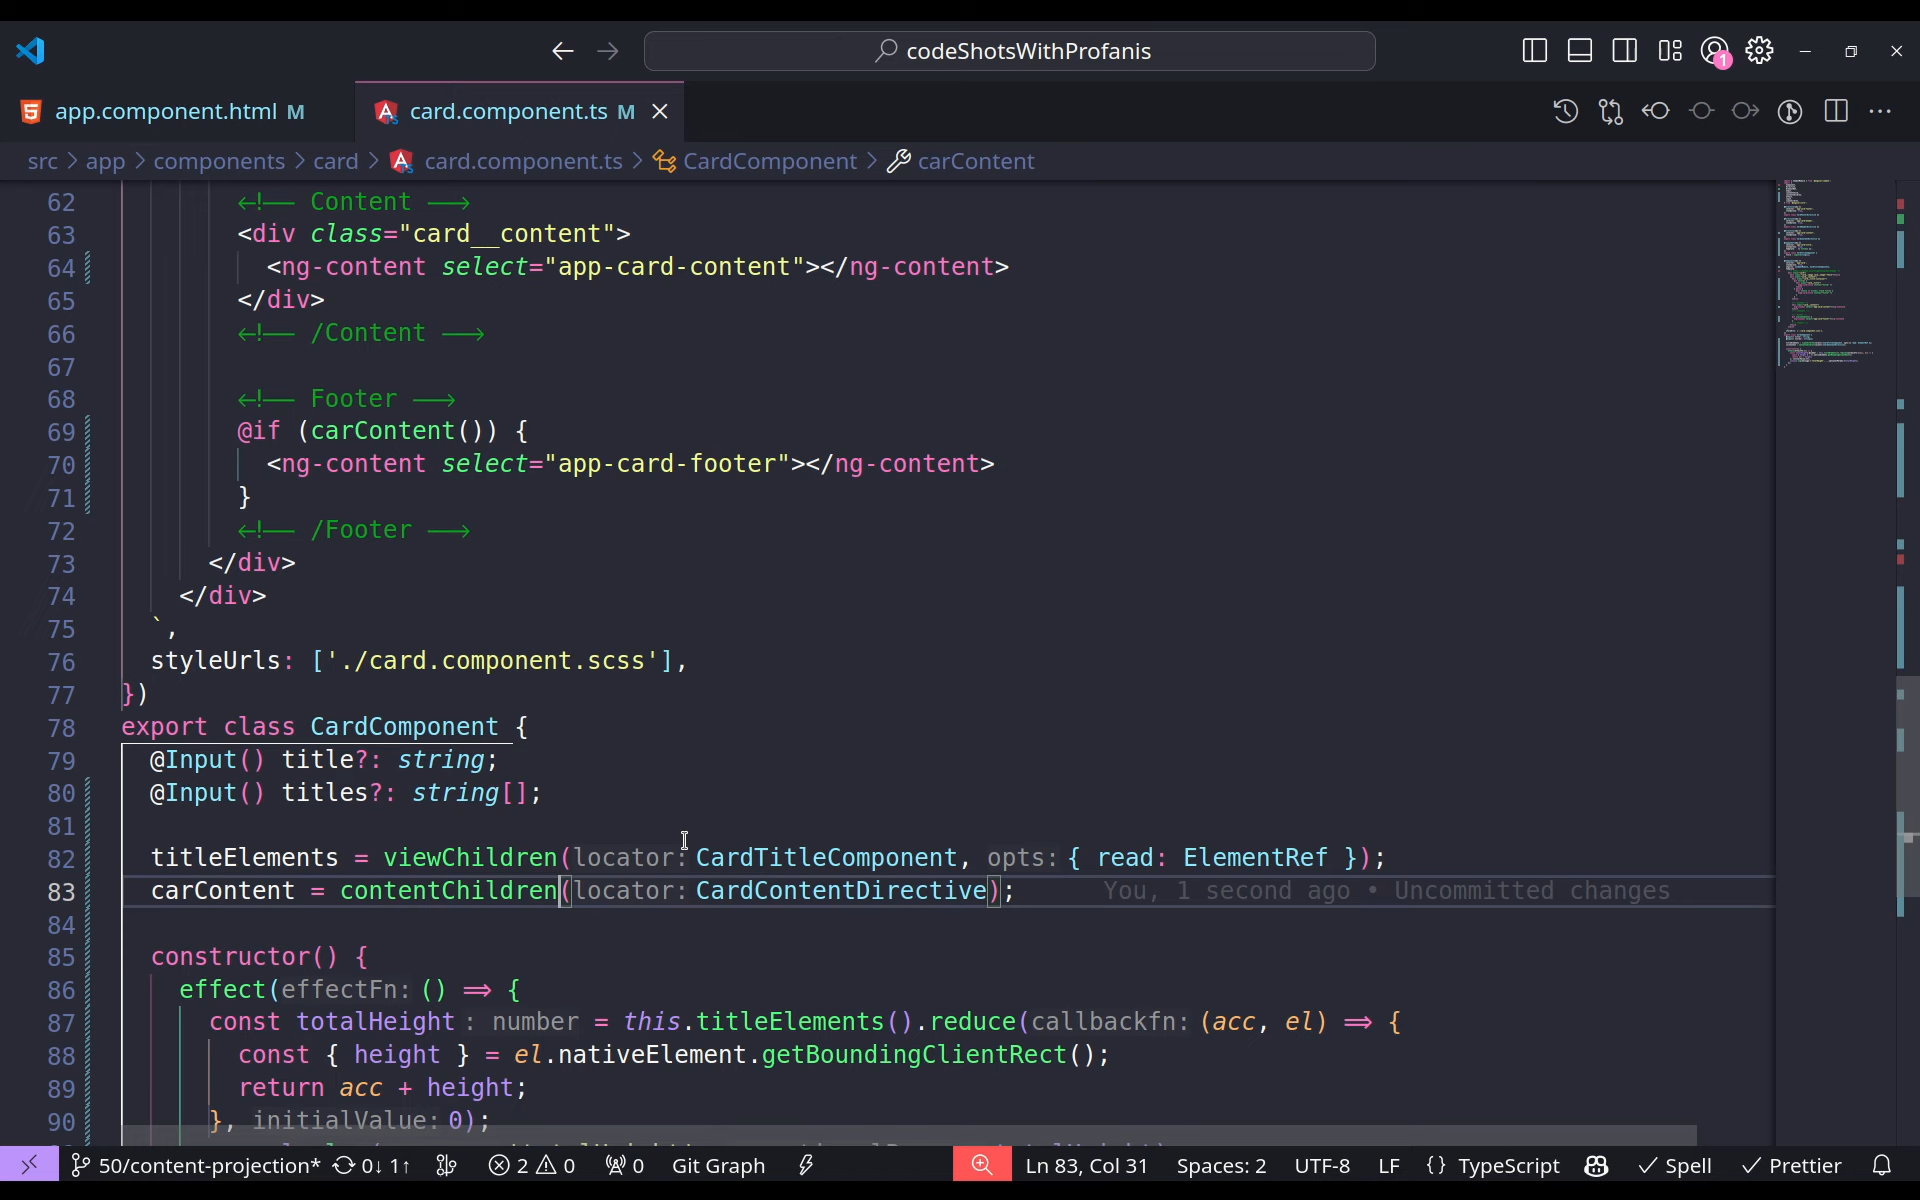 codeShotsWithProfanis
1
app.component.html M
card.component.ts M
src > app > components > card > card.component.ts > CardComponent > carContent
62 <!-- Content -->
63 <div class="card__content">
64 <ng-content select="app-card-content"></ng-content>
65 </div>
66 <!-- /Content -->
67
68 <!-- Footer -->
69 @if (carContent()) {
70 <ng-content select="app-card-footer"></ng-content>
71 }
72 <!-- /Footer -->
73 </div>
74 </div>
75 `,
76 styleUrls: ['./card.component.scss'],
77 })
78 export class CardComponent {
79 @Input() title?: string;
80 @Input() titles?: string[];
81
82 titleElements = viewChildren(locator: CardTitleComponent, opts: { read: ElementRef });
83 carContent = contentChildren(locator: CardContentDirective); You, 1 second ago • Uncommitted changes
84
85 constructor() {
86 effect(effectFn: () => {
87 const totalHeight: number = this.titleElements().reduce(callbackfn: (acc, el) => {
88 const { height } = el.nativeElement.getBoundingClientRect();
89 return acc + height;
90 }, initialValue: 0);
50/content-projection* 0↓ 1↑ 2 0 0 Git Graph Ln 83, Col 31 Spaces: 2 UTF-8 LF {} TypeScript Spell Prettier